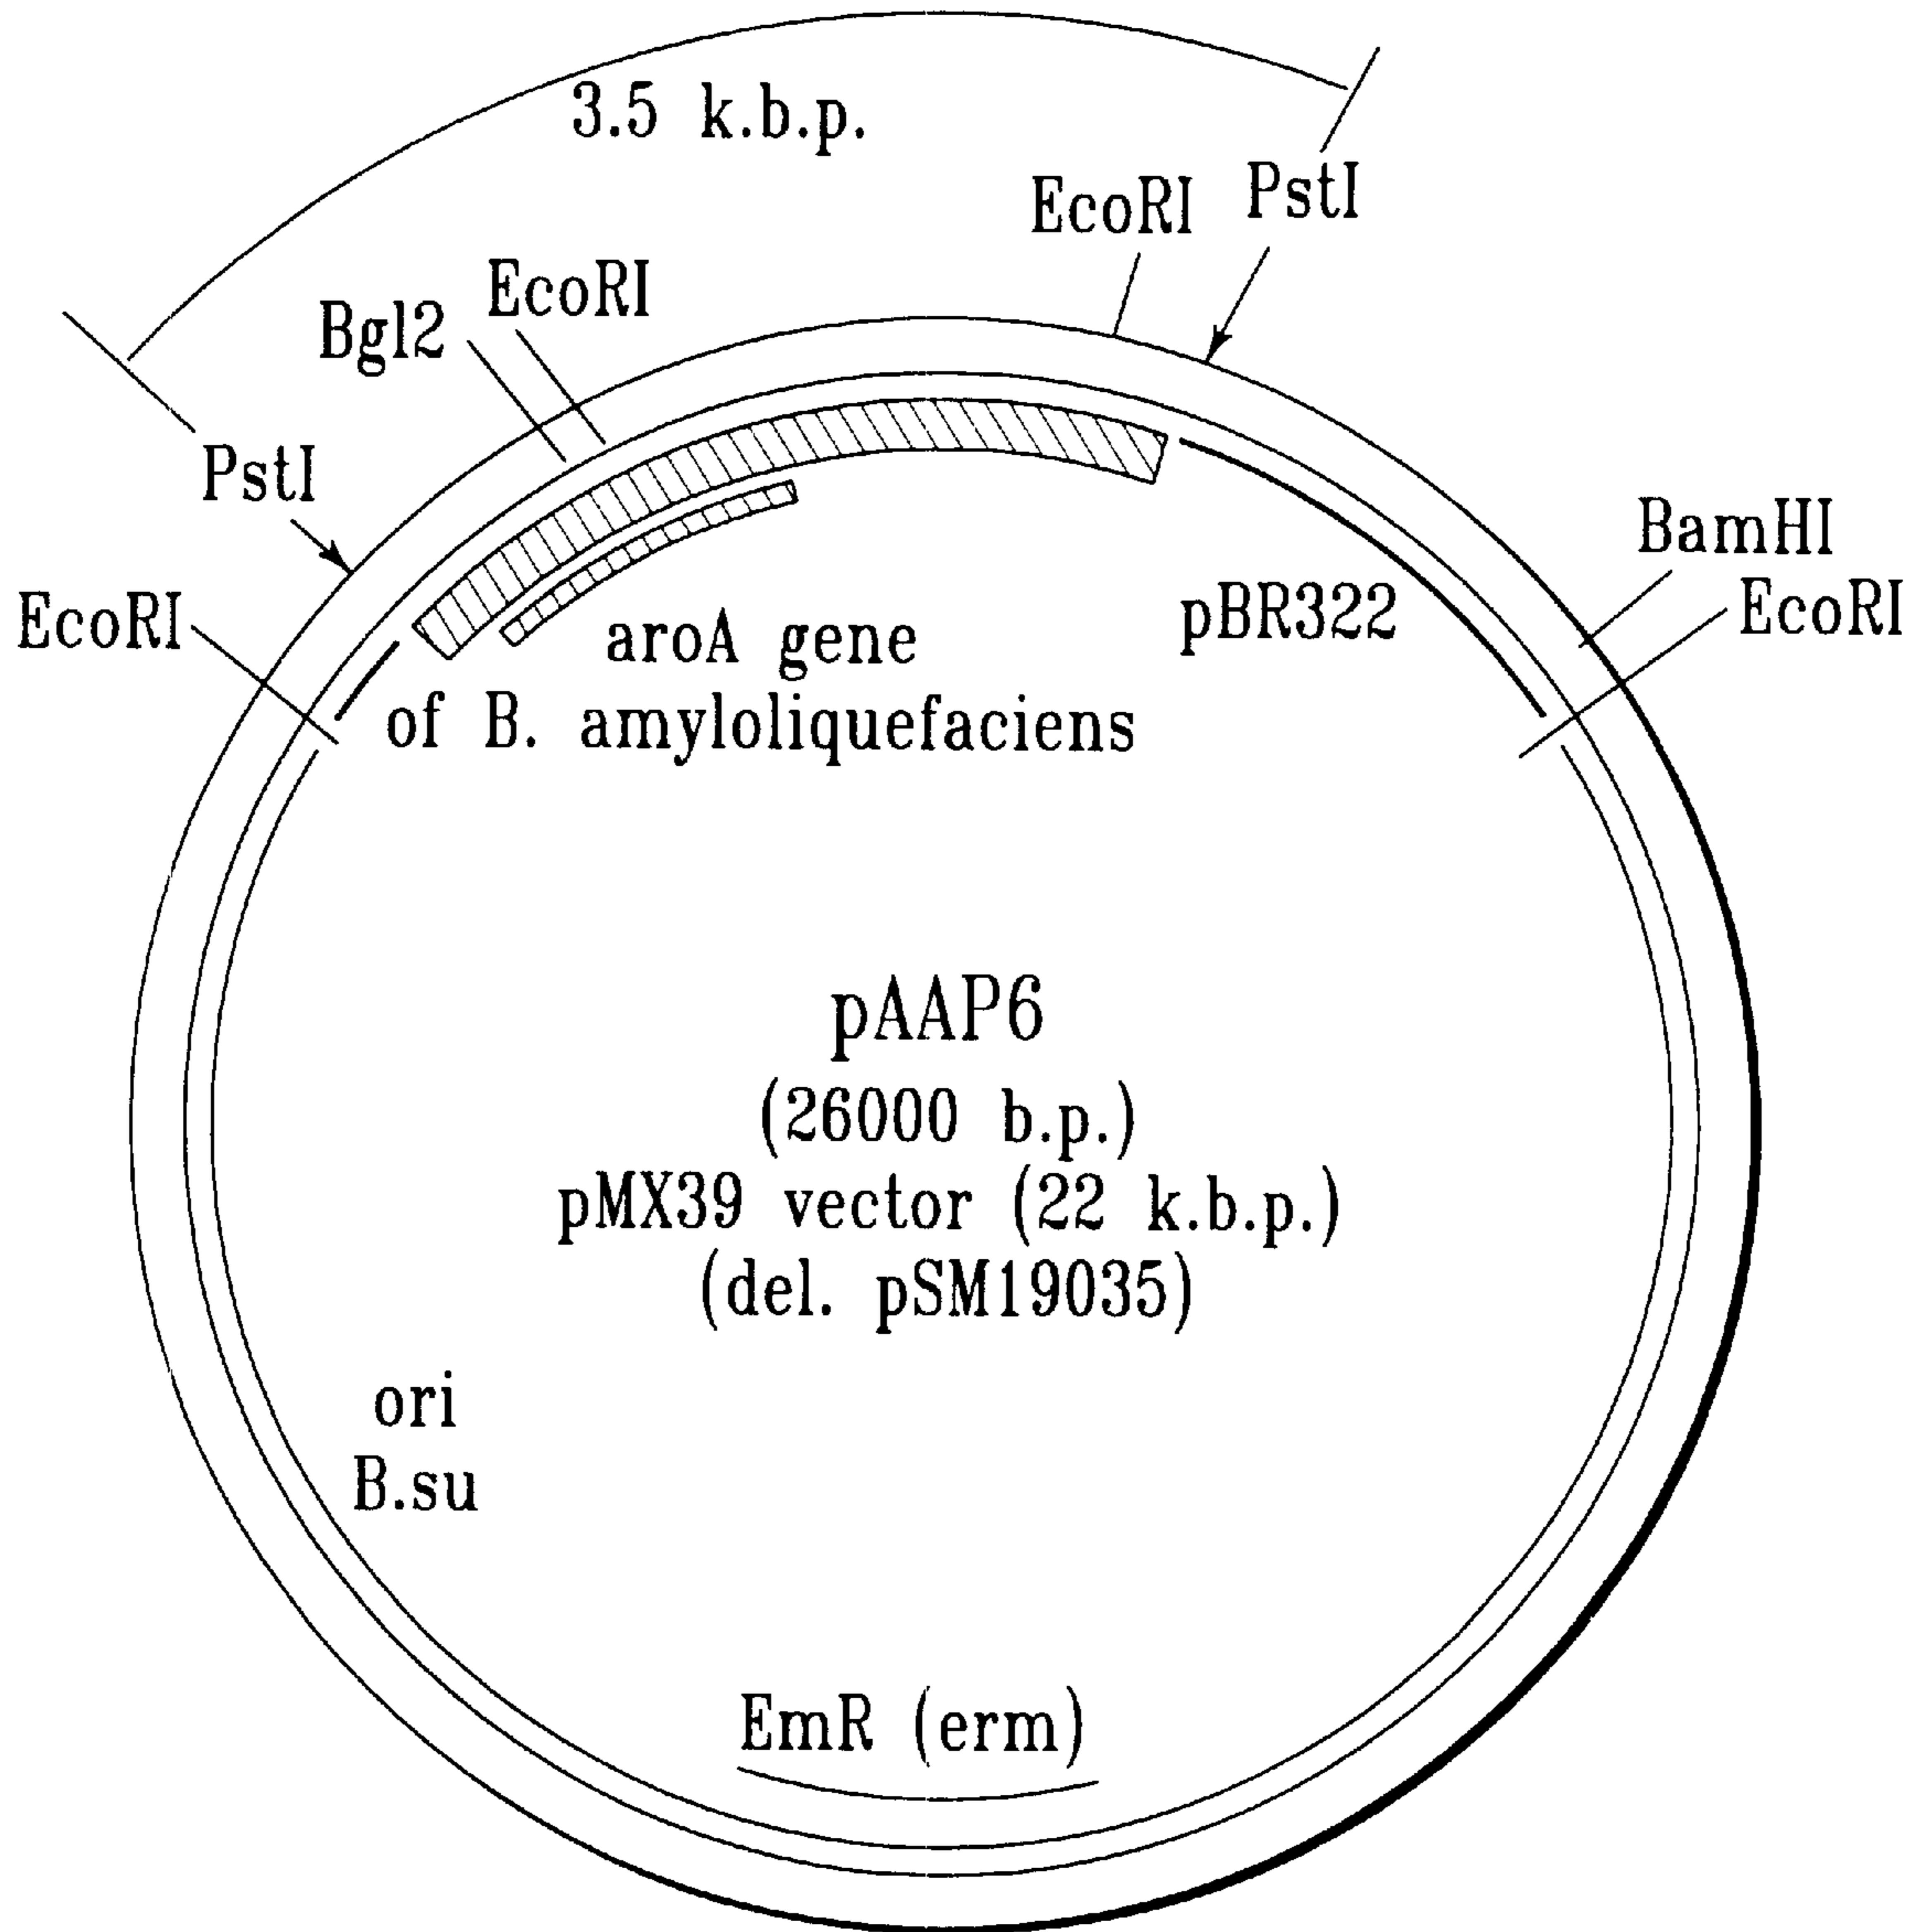 3.5 k.b.p.
EcoRI
PstI
EcoRI
Bgl2
PstI
BamHI
EcoRI
EcoRI
pBR322
aroA gene
of B. amyloliquefaciens
pAAP6
(26000 b.p.)
pMX39 vector (22 k.b.p.)
(del. pSM19035)
ori
B.su
EmR (erm)